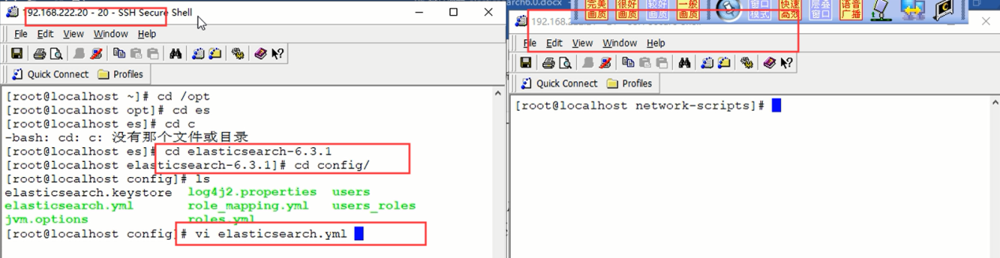 192.168.222.20 - 20 - SSH Secure Shell
File Edit View Window Help
Quick Connect Profiles
[root@localhost ~]# cd /opt
[root@localhost opt]# cd es
[root@localhost es]# cd c
-bash: cd: c: 没有那个文件或目录
[root@localhost es]# cd elasticsearch-6.3.1
[root@localhost elasticsearch-6.3.1]# cd config/
[root@localhost config]# ls
elasticsearch.keystore log4j2.properties users
elasticsearch.yml role_mapping.yml users_roles
jvm.options roles.yml
[root@localhost config]# vi elasticsearch.yml
earch6.0.docx
完美 很好 较好 一般 窗口 快速 层叠 语音
画质 画质 画质 画质 模式 高效 窗口 广播
File Edit View Window Help
Quick Connect Profiles
[root@localhost network-scripts]#